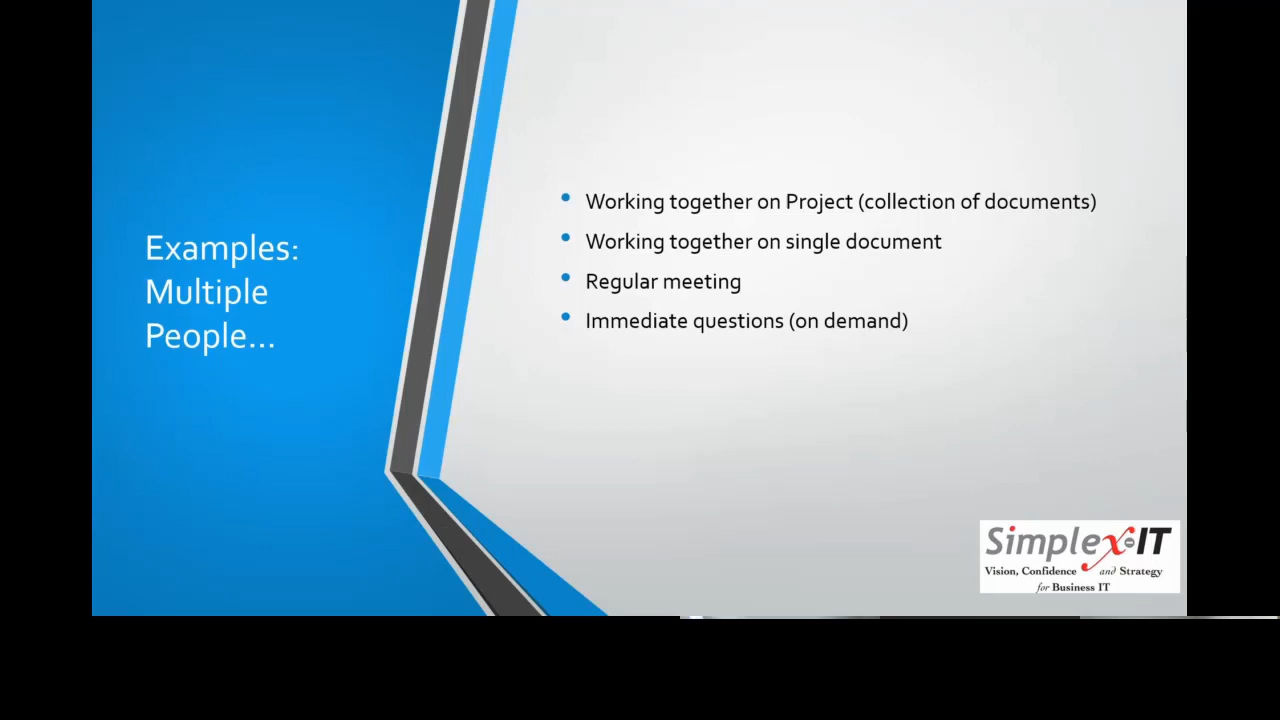 Examples:
Multiple
People...
Working together on Project (collection of documents)
Working together on single document
Regular meeting
Immediate questions (on demand)
Simplex-IT
Vision, Confidence and Strategy
for Business IT